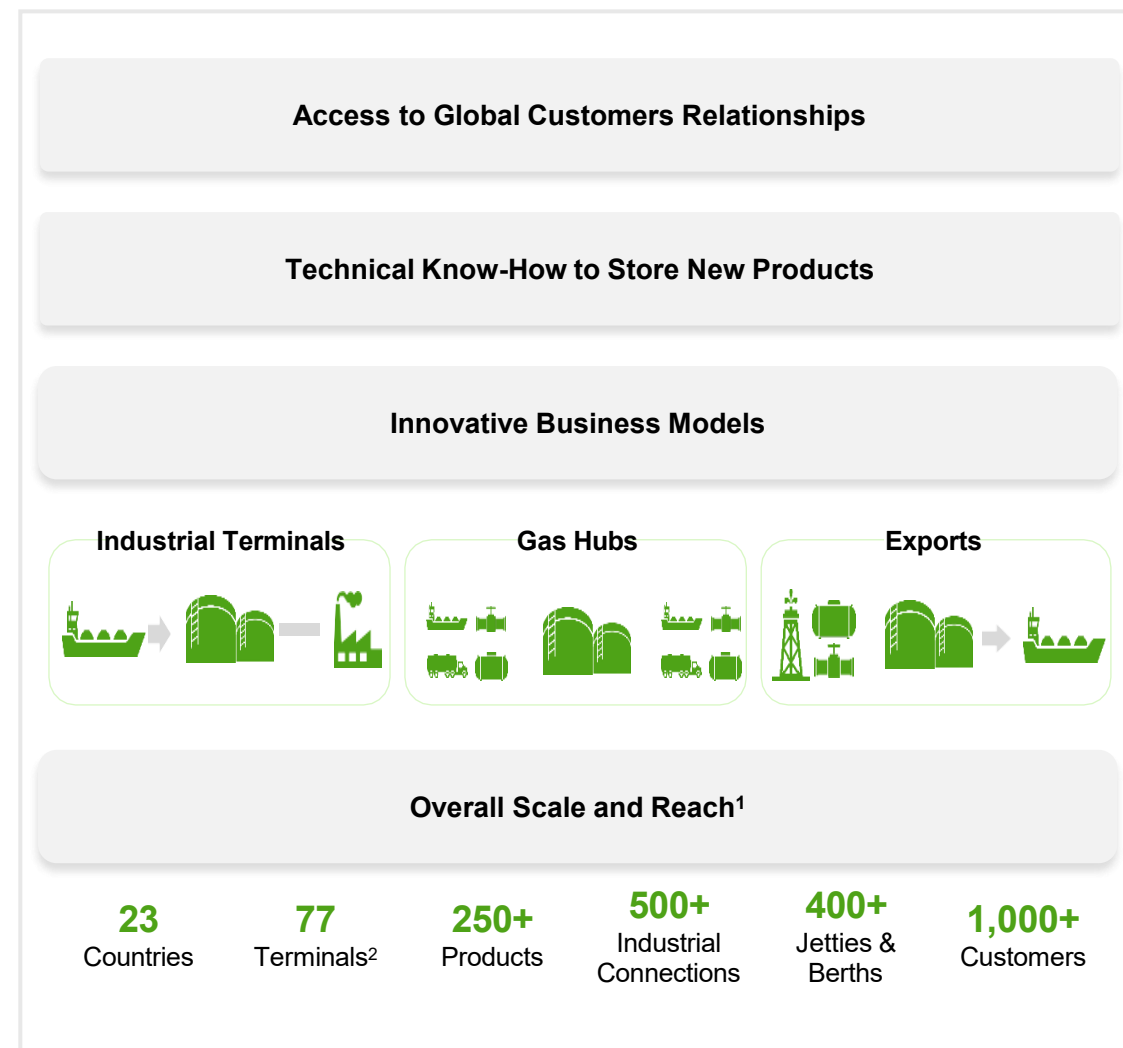 Access to Global Customers Relationships
Technical Know-How to Store New Products
Innovative Business Models
Industrial Terminals
Gas Hubs
Exports
Overall Scale and Reach¹
23
Countries
77
Terminals²
250+
Products
500+
Industrial
Connections
400+
Jetties &
Berths
1,000+
Customers